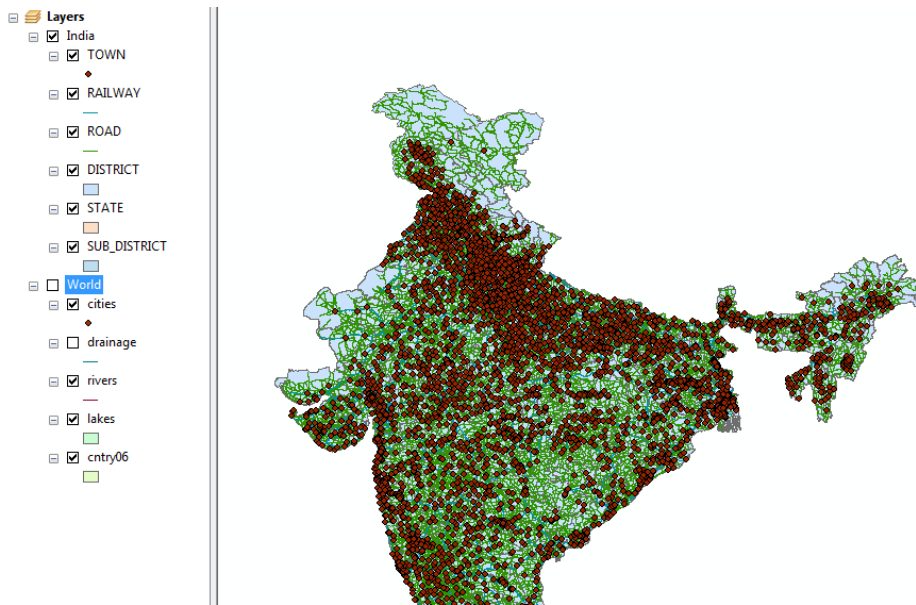 Layers
India
TOWN
RAILWAY
ROAD
DISTRICT
STATE
SUB_DISTRICT
World
cities
drainage
rivers
lakes
cntry06